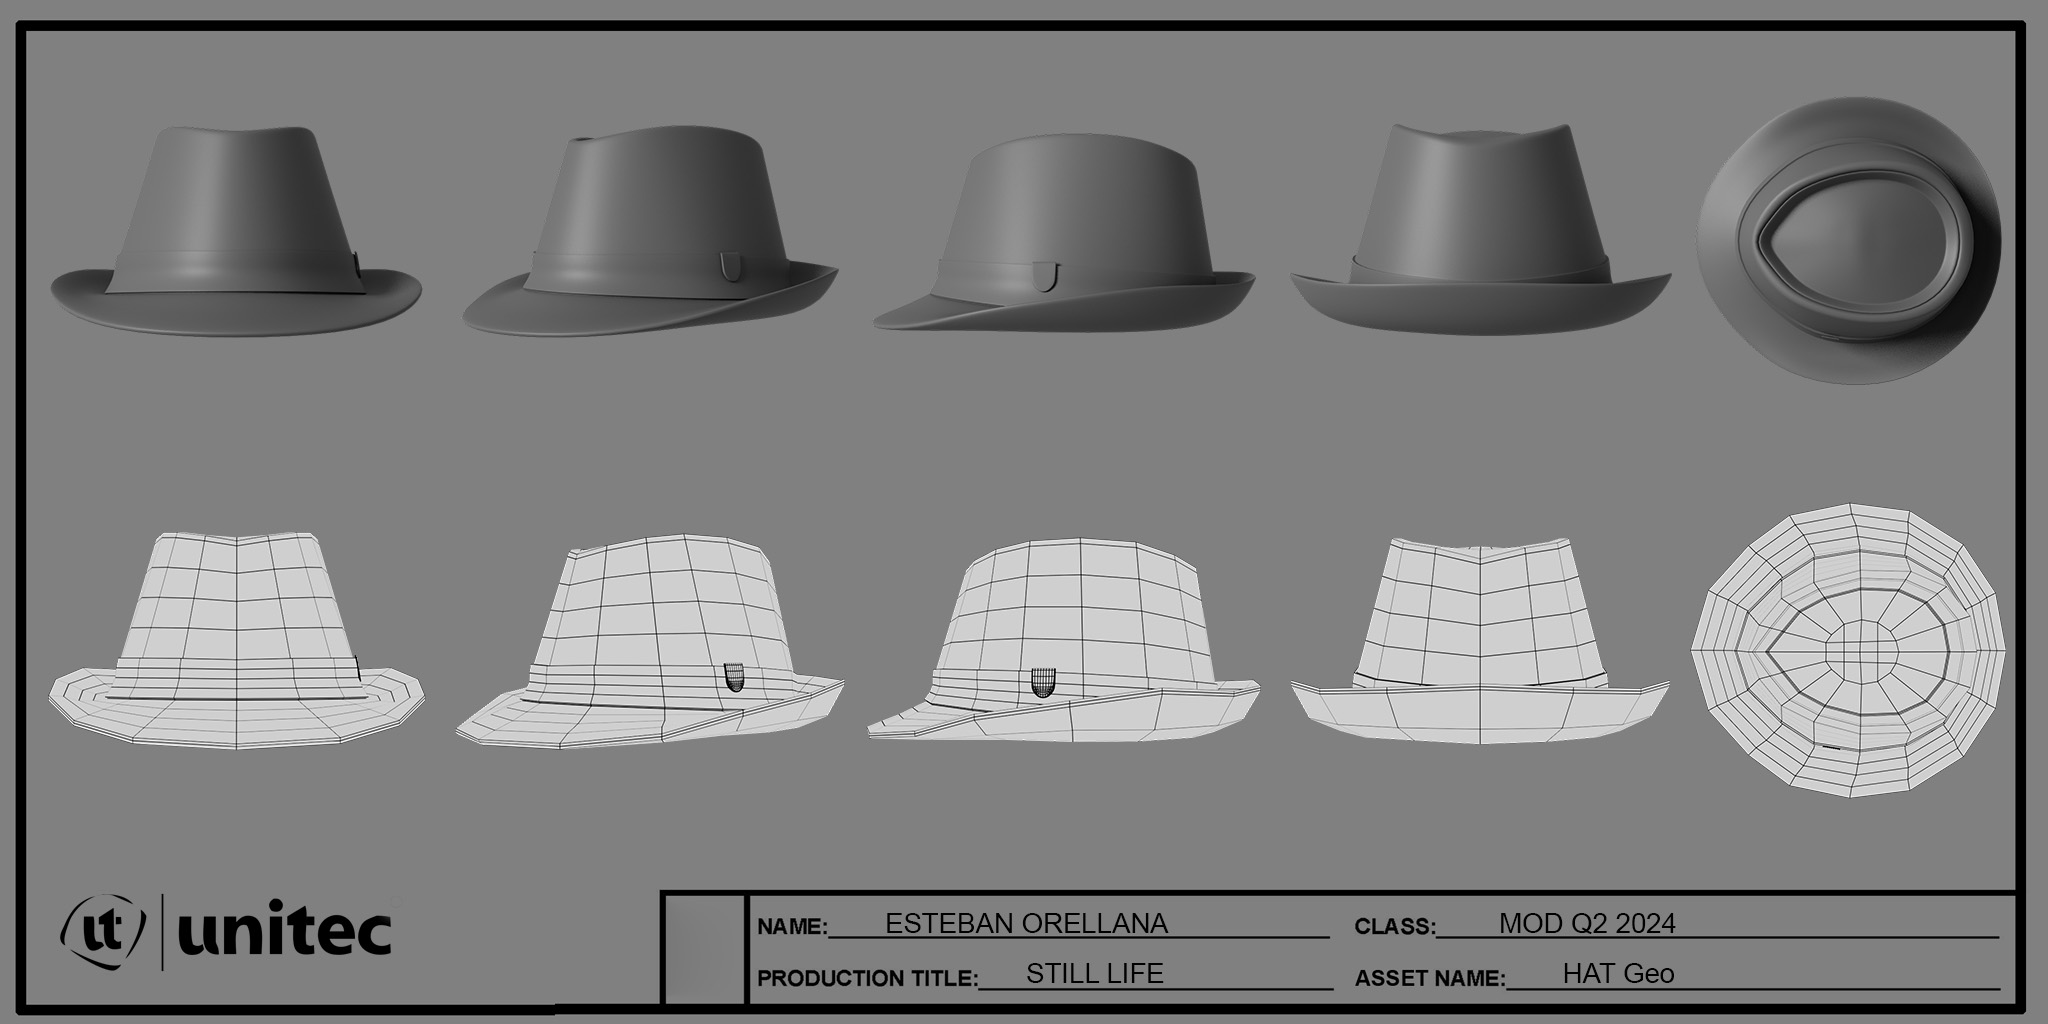 ut unitec
NAME: ESTEBAN ORELLANA CLASS: MOD Q2 2024
PRODUCTION TITLE: STILL LIFE ASSET NAME: HAT Geo